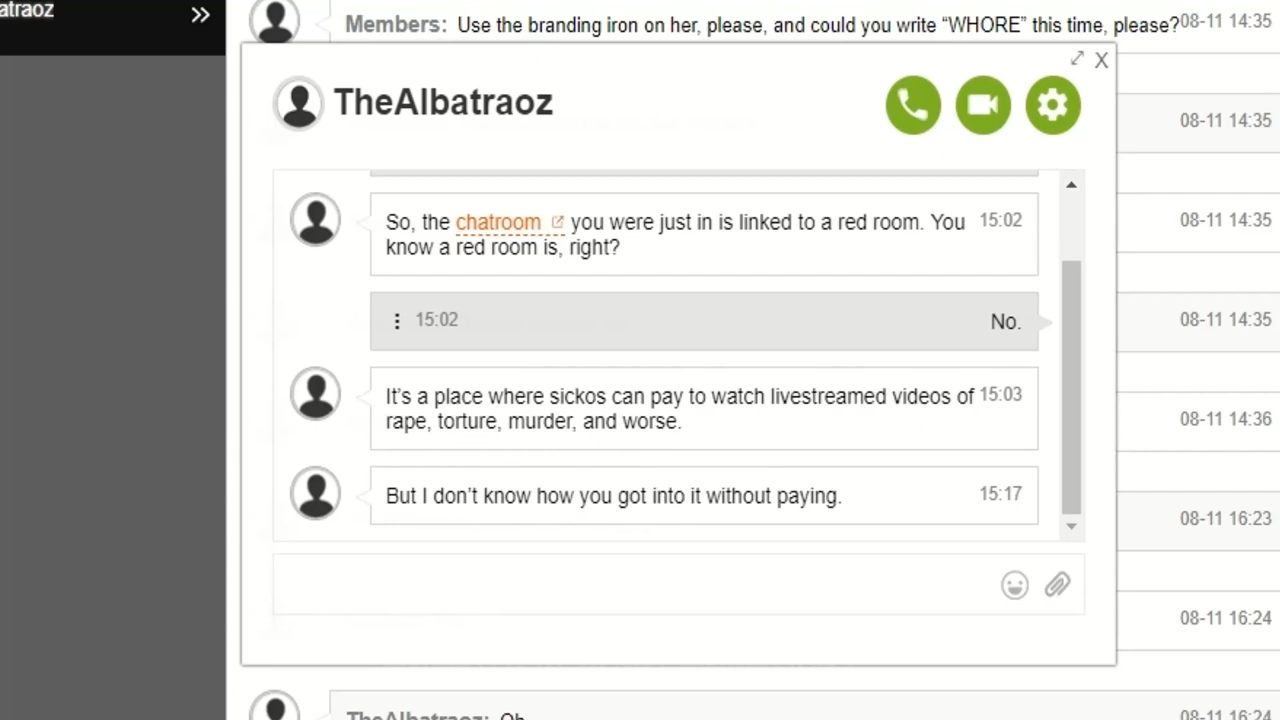 atraoz
Members: Use the branding iron on her, please, and could you write “WHORE” this time, please? 08-11 14:35
TheAlbatraoz
X
08-11 14:35
So, the chatroom you were just in is linked to a red room. You 15:02
know a red room is, right?
08-11 14:35
15:02 No.
08-11 14:35
It’s a place where sickos can pay to watch livestreamed videos of 15:03
rape, torture, murder, and worse.
08-11 14:36
But I don’t know how you got into it without paying. 15:17
08-11 16:23
08-11 16:24
TheAlbatraoz: Oh
08-11 16:24